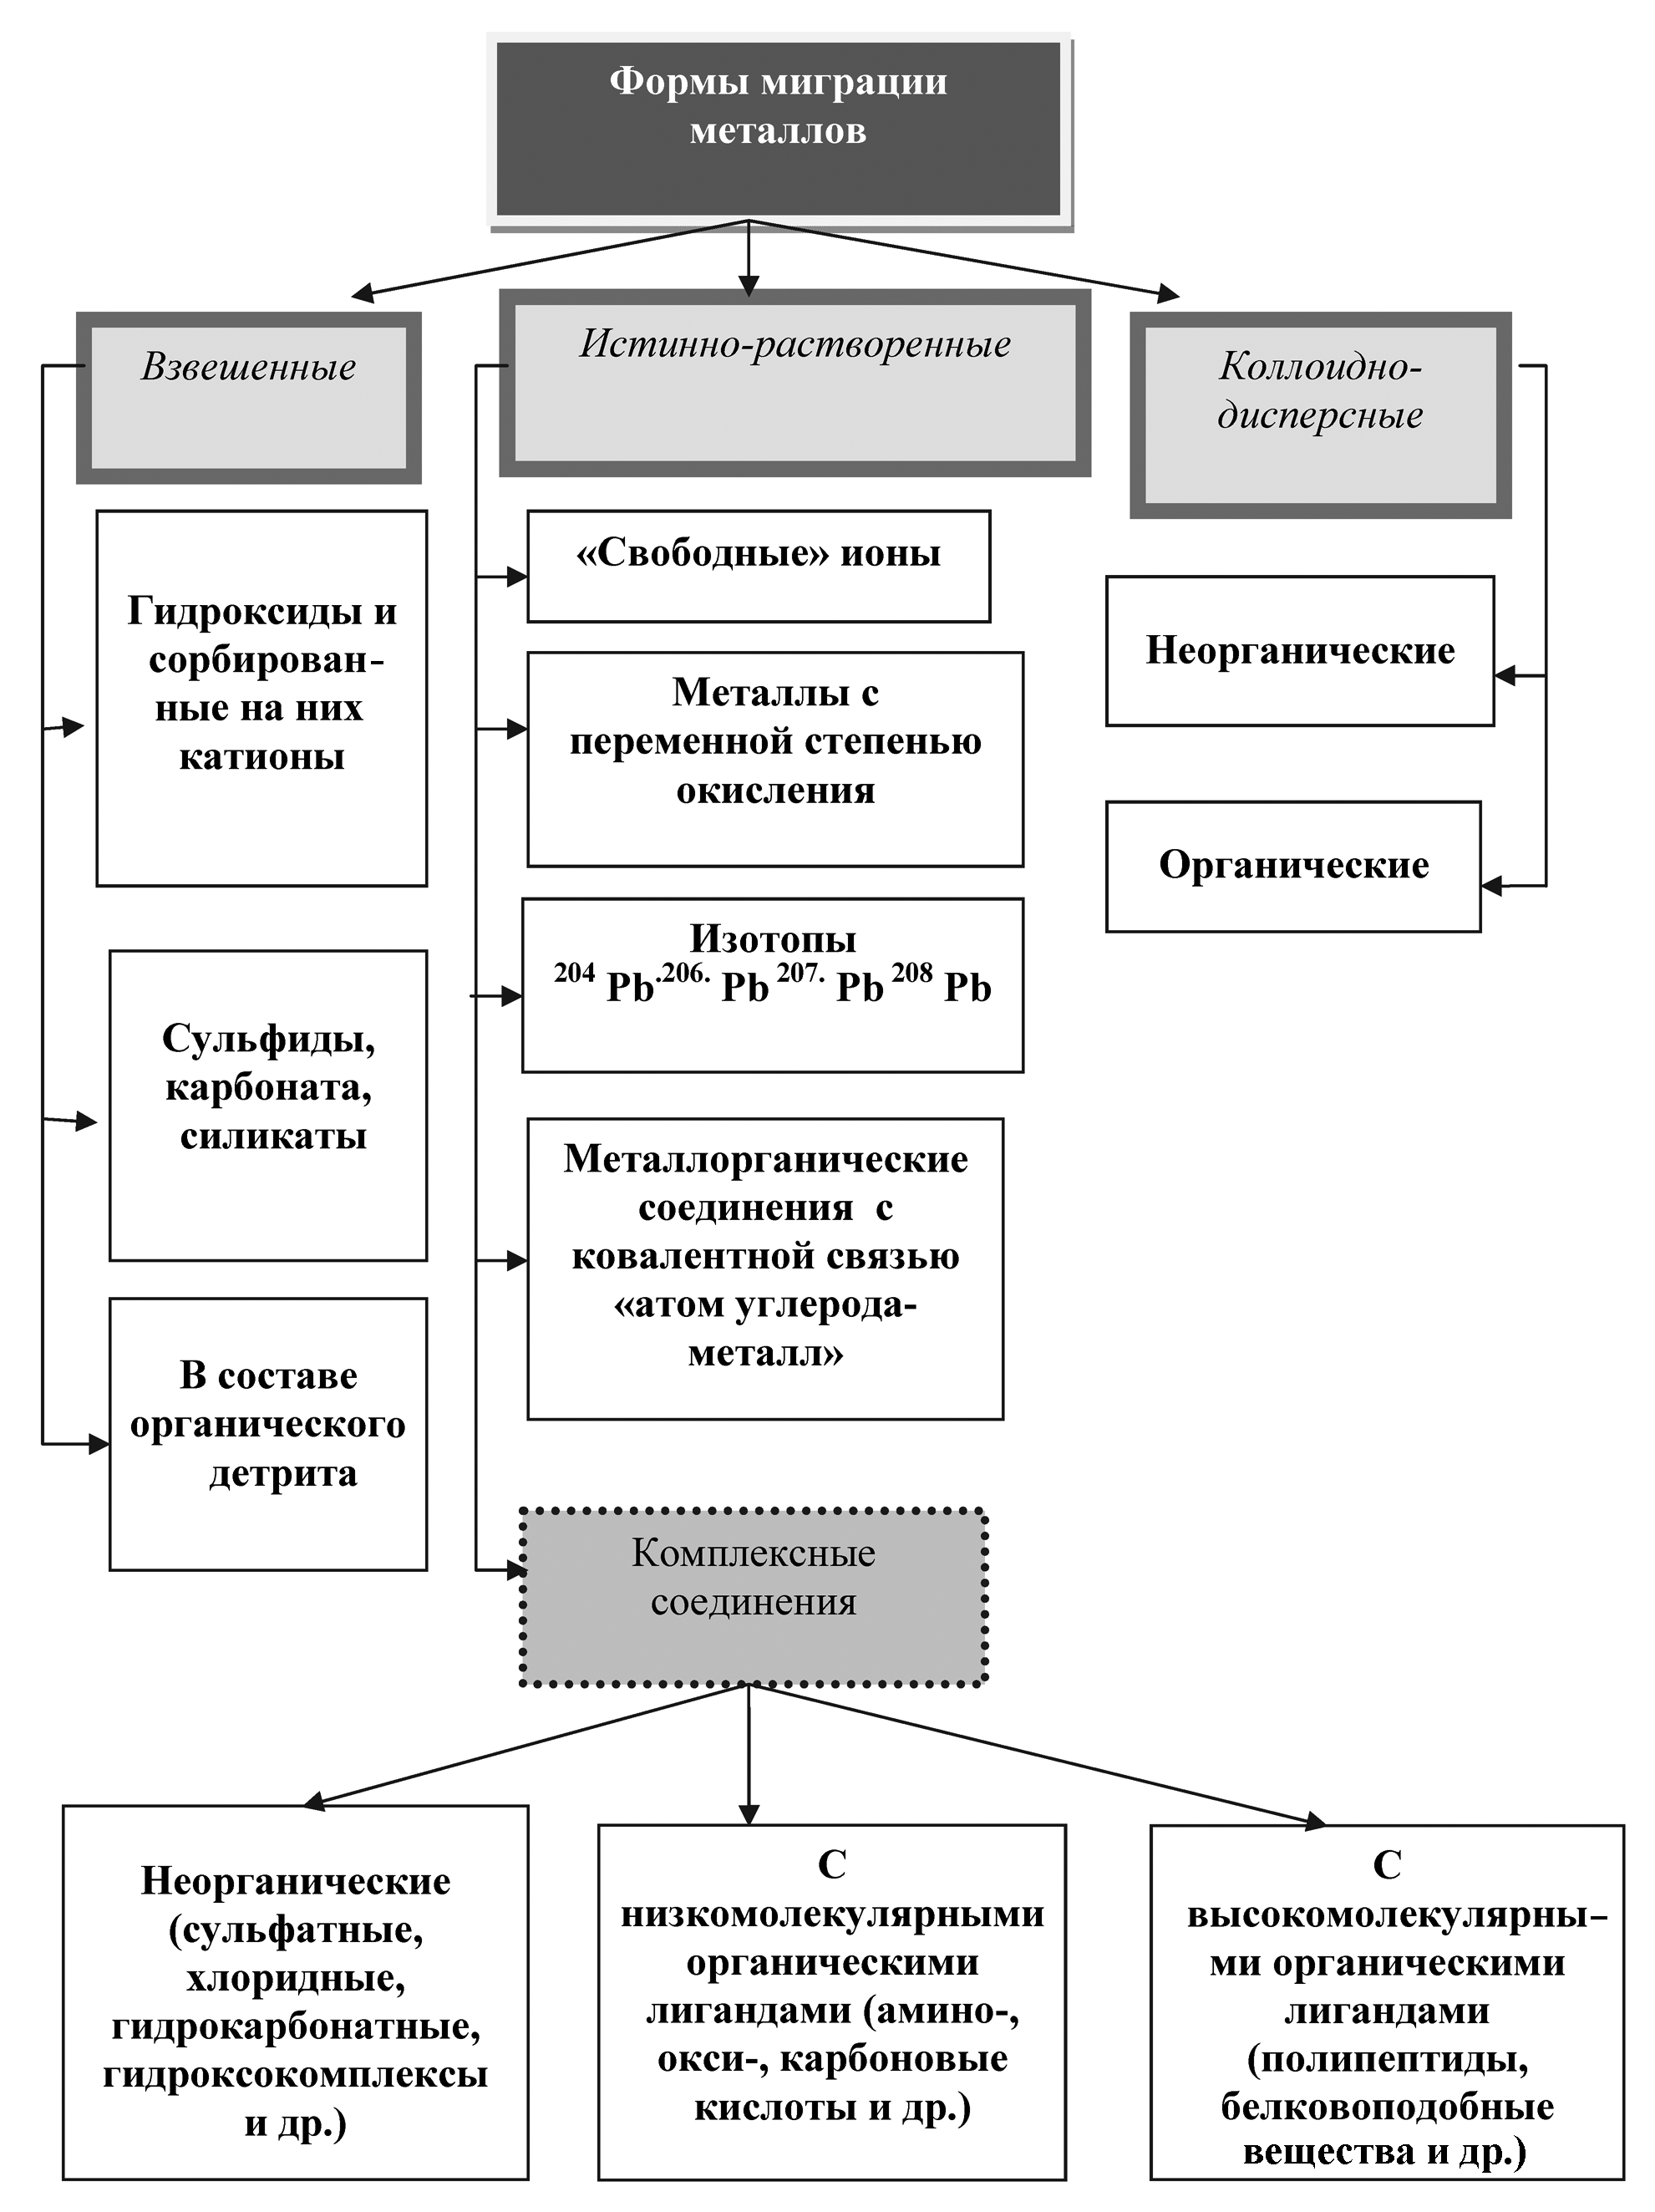 Формы миграции
металлов
Взвешенные
Истинно-растворенные
Коллоидно-
дисперсные
Гидроксиды и
сорбирован-
ные на них
катионы
Сульфиды,
карбоната,
силикаты
В составе
органического
детрита
«Свободные» ионы
Металлы с
переменной степенью
окисления
Изотопы
²⁰⁴ Pb˙²⁰⁶˙ Pb ²⁰⁷˙ Pb ²⁰⁸ Pb
Металлорганические
соединения с
ковалентной связью
«атом углерода-
металл»
Комплексные
соединения
Неорганические
Органические
Неорганические
(сульфатные,
хлоридные,
гидрокарбонатные,
гидроксокомплексы
и др.)
С
низкомолекулярными
органическими
лигандами (амино-,
окси-, карбоновые
кислоты и др.)
С
высокомолекулярны–
ми органическими
лигандами
(полипептиды,
белковоподобные
вещества и др.)